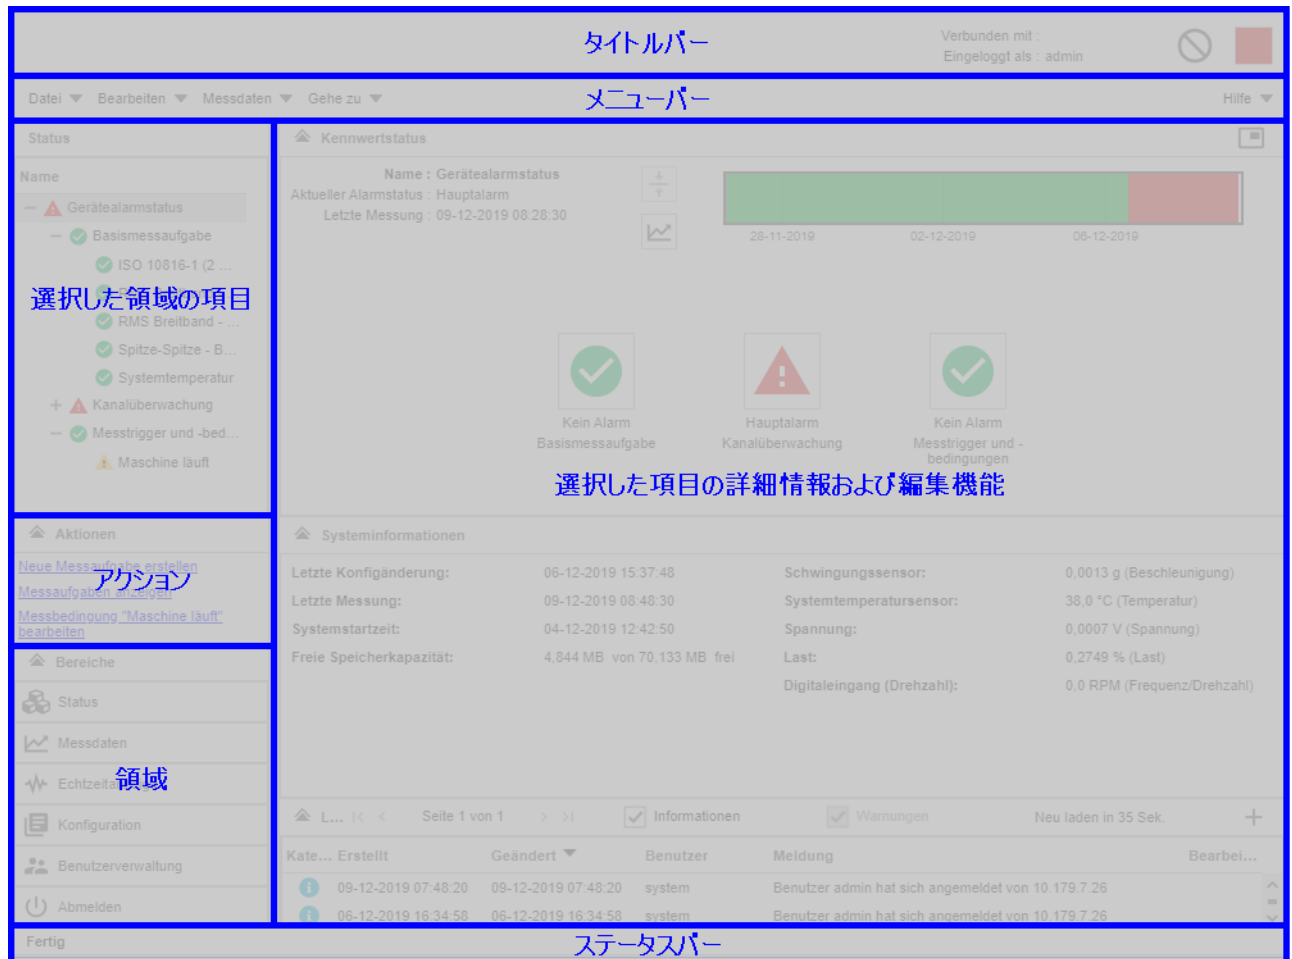 タイトルバー
Verbunden mit :
Eingeloggt als : admin
Datei Bearbeiten Messdaten Gehe zu
メニューバー
Hilfe
Status
Name
Gerätealarmstatus
Basismessaufgabe
ISO 10816-1 (2 ...
選択した領域の項目
RMS Breitband - ...
Spitze-Spitze - B...
Systemtemperatur
Kanalüberwachung
Messtrigger und -bed...
Maschine läuft
Kennwertstatus
Name : Gerätealarmstatus
Aktueller Alarmstatus : Hauptalarm
Letzte Messung : 09-12-2019 08:28:30
28-11-2019 02-12-2019 06-12-2019
Kein Alarm
Basismessaufgabe
Hauptalarm
Kanalüberwachung
Kein Alarm
Messtrigger und -
bedingungen
選択した項目の詳細情報および編集機能
Aktionen
Neue Messaufgabe erstellen
アクション
Messaufgaben anzeigen
Messbedingung "Maschine läuft"
bearbeiten
Systeminformationen
Letzte Konfigänderung: 06-12-2019 15:37:48
Letzte Messung: 09-12-2019 08:48:30
Systemstartzeit: 04-12-2019 12:42:50
Freie Speicherkapazität: 4,844 MB von 70,133 MB frei
Schwingungssensor: 0,0013 g (Beschleunigung)
Systemtemperatursensor: 38,0 °C (Temperatur)
Spannung: 0,0007 V (Spannung)
Last: 0,2749 % (Last)
Digitaleingang (Drehzahl): 0,0 RPM (Frequenz/Drehzahl)
Bereiche
Status
Messdaten
領域
Konfiguration
Benutzerverwaltung
Abmelden
L... Seite 1 von 1 Informationen Warnungen Neu laden in 35 Sek.
Kate... Erstellt Geändert Benutzer Meldung Bearbei...
09-12-2019 07:48:20 09-12-2019 07:48:20 system Benutzer admin hat sich angemeldet von 10.179.7.26
06-12-2019 16:34:58 06-12-2019 16:34:58 system Benutzer admin hat sich angemeldet von 10.179.7.26
Fertig
ステータスバー